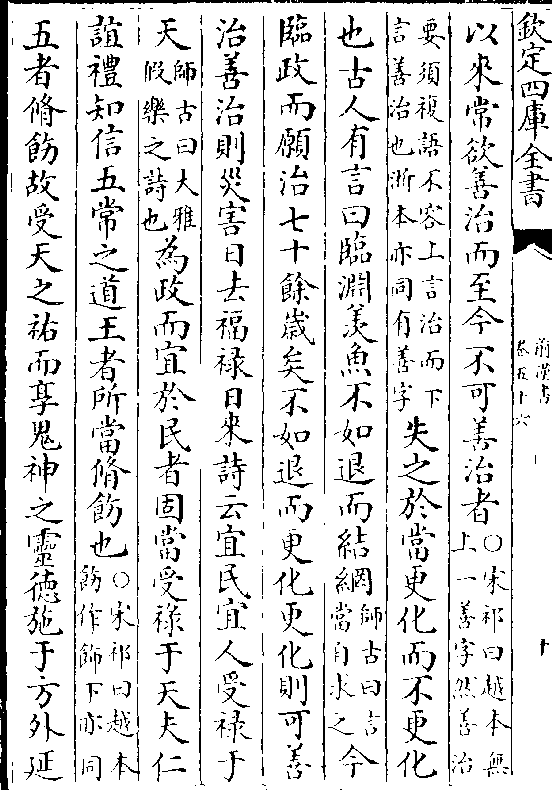 欽定四庫全書
前漢書
卷五十六
十
以來常欲善治而至今不可善治者○宋祁曰越本無上一善字然善治
要須複語不容上言治而下言善治也浙本亦同有善字失之於當更化而不更化
也古人有言曰臨淵羨魚不如退而結網師古曰言當自求之今
臨政而願治七十餘歲矣不如退而更化更化則可善
治善治則災害日去福祿日來詩云宜民宜人受祿于
天師古曰大雅假樂之詩也為政而宜於民者固當受祿于天夫仁
誼禮知信五常之道王者所當脩飭也○宋祁曰越本飭作飾下亦同
五者脩飭故受天之祐而享鬼神之靈德施于方外延